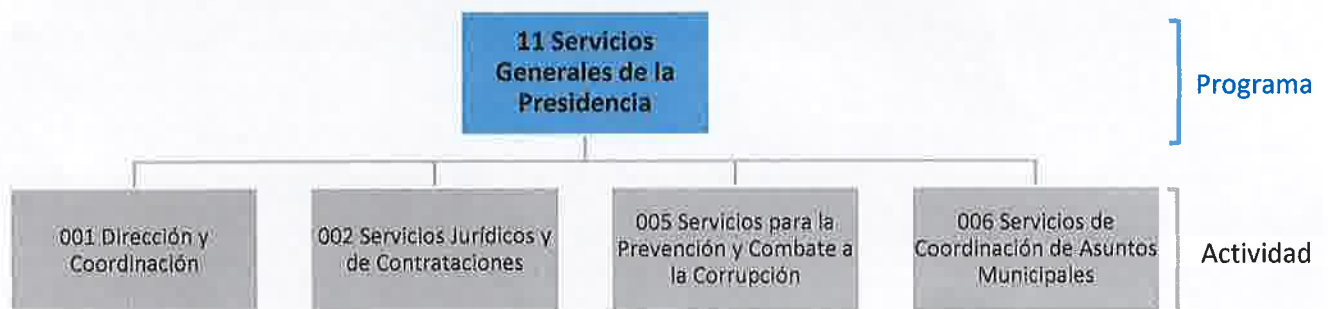 11 Servicios
Generales de la
Presidencia
Programa
001 Dirección y
Coordinación
002 Servicios Jurídicos y
de Contrataciones
005 Servicios para la
Prevención y Combate a
la Corrupción
006 Servicios de
Coordinación de Asuntos
Municipales
Actividad